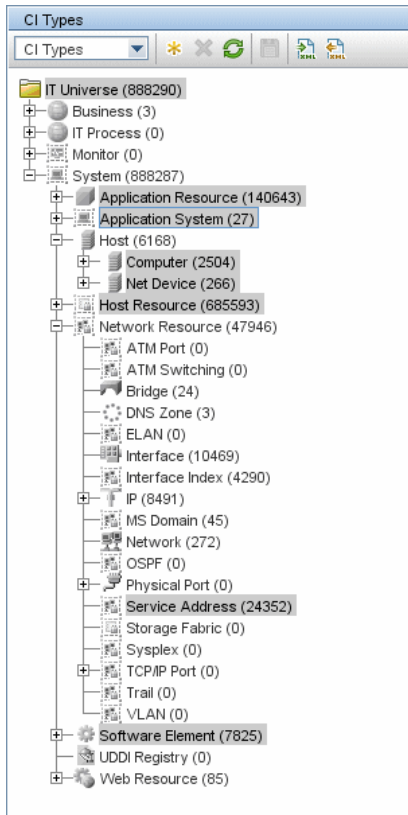 CI Types
CI Types
XML XML
IT Universe (888290)
Business (3)
IT Process (0)
Monitor (0)
System (888287)
Application Resource (140643)
Application System (27)
Host (6168)
Computer (2504)
Net Device (266)
Host Resource (685593)
Network Resource (47946)
ATM Port (0)
ATM Switching (0)
Bridge (24)
DNS Zone (3)
ELAN (0)
Interface (10469)
Interface Index (4290)
IP (8491)
MS Domain (45)
Network (272)
OSPF (0)
Physical Port (0)
Service Address (24352)
Storage Fabric (0)
Sysplex (0)
TCP/IP Port (0)
Trail (0)
VLAN (0)
Software Element (7825)
UDDI Registry (0)
Web Resource (85)